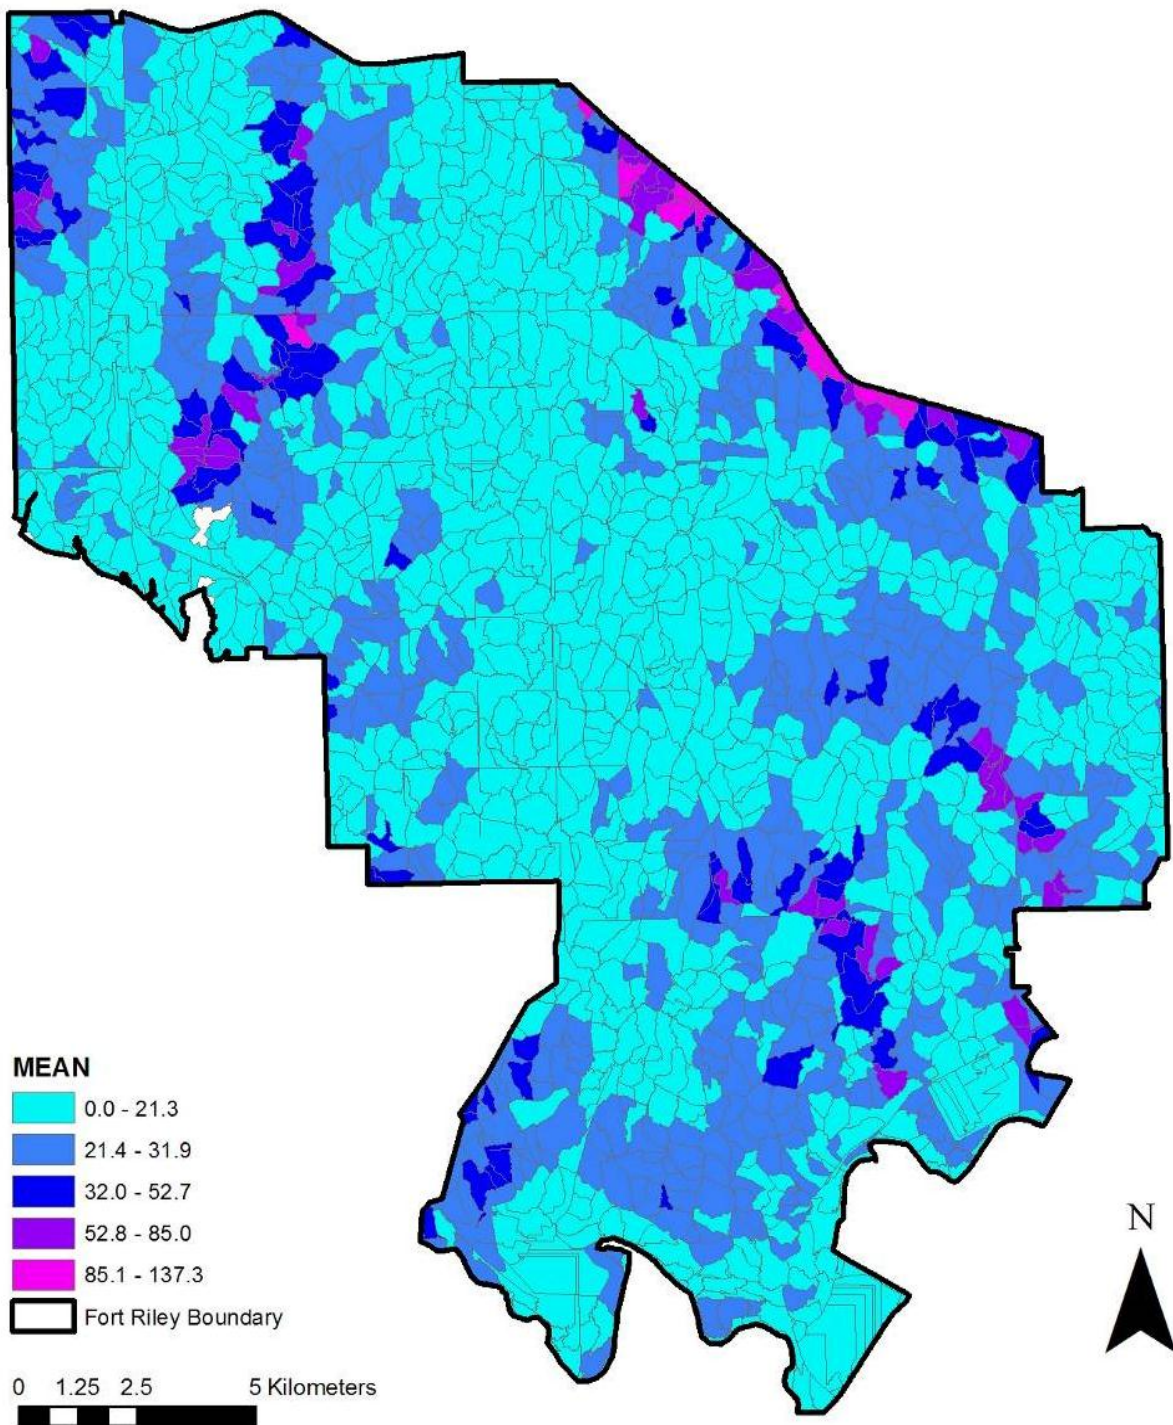 MEAN
0.0 - 21.3
21.4 - 31.9
32.0 - 52.7
52.8 - 85.0
85.1 - 137.3
Fort Riley Boundary
0 1.25 2.5 5 Kilometers
N